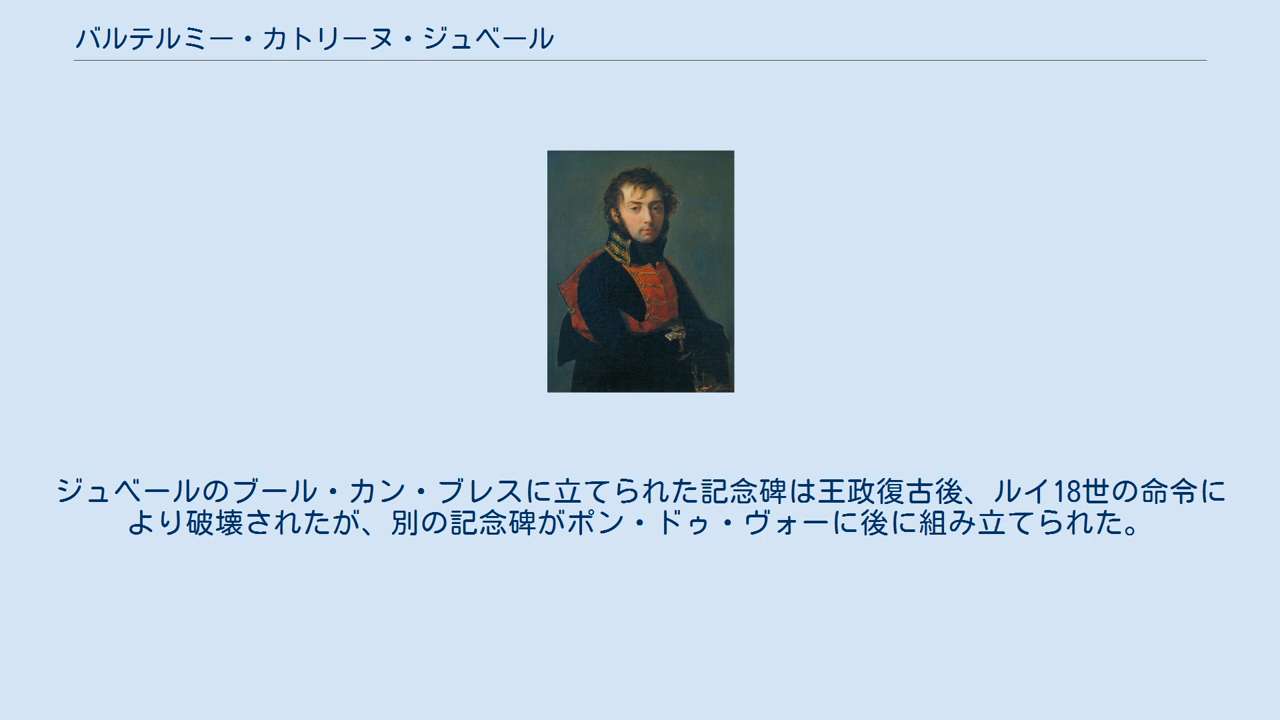 バルテルミー・カトリーヌ・ジュベール
ジュベールのブール・カン・ブレスに立てられた記念碑は王政復古後、ルイ18世の命令に
より破壊されたが、別の記念碑がポン・ドゥ・ヴォーに後に組み立てられた。